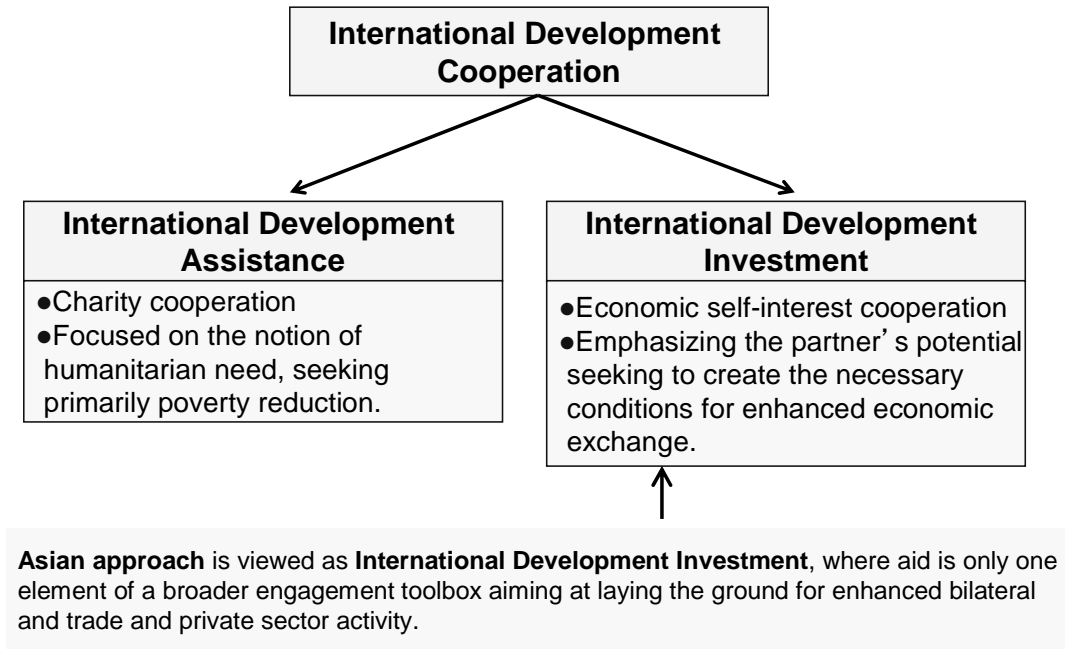 International Development
Cooperation
International Development
Assistance
●Charity cooperation
●Focused on the notion of
humanitarian need, seeking
primarily poverty reduction.
International Development
Investment
●Economic self-interest cooperation
●Emphasizing the partner’s potential
seeking to create the necessary
conditions for enhanced economic
exchange.
Asian approach is viewed as International Development Investment, where aid is only one
element of a broader engagement toolbox aiming at laying the ground for enhanced bilateral
and trade and private sector activity.